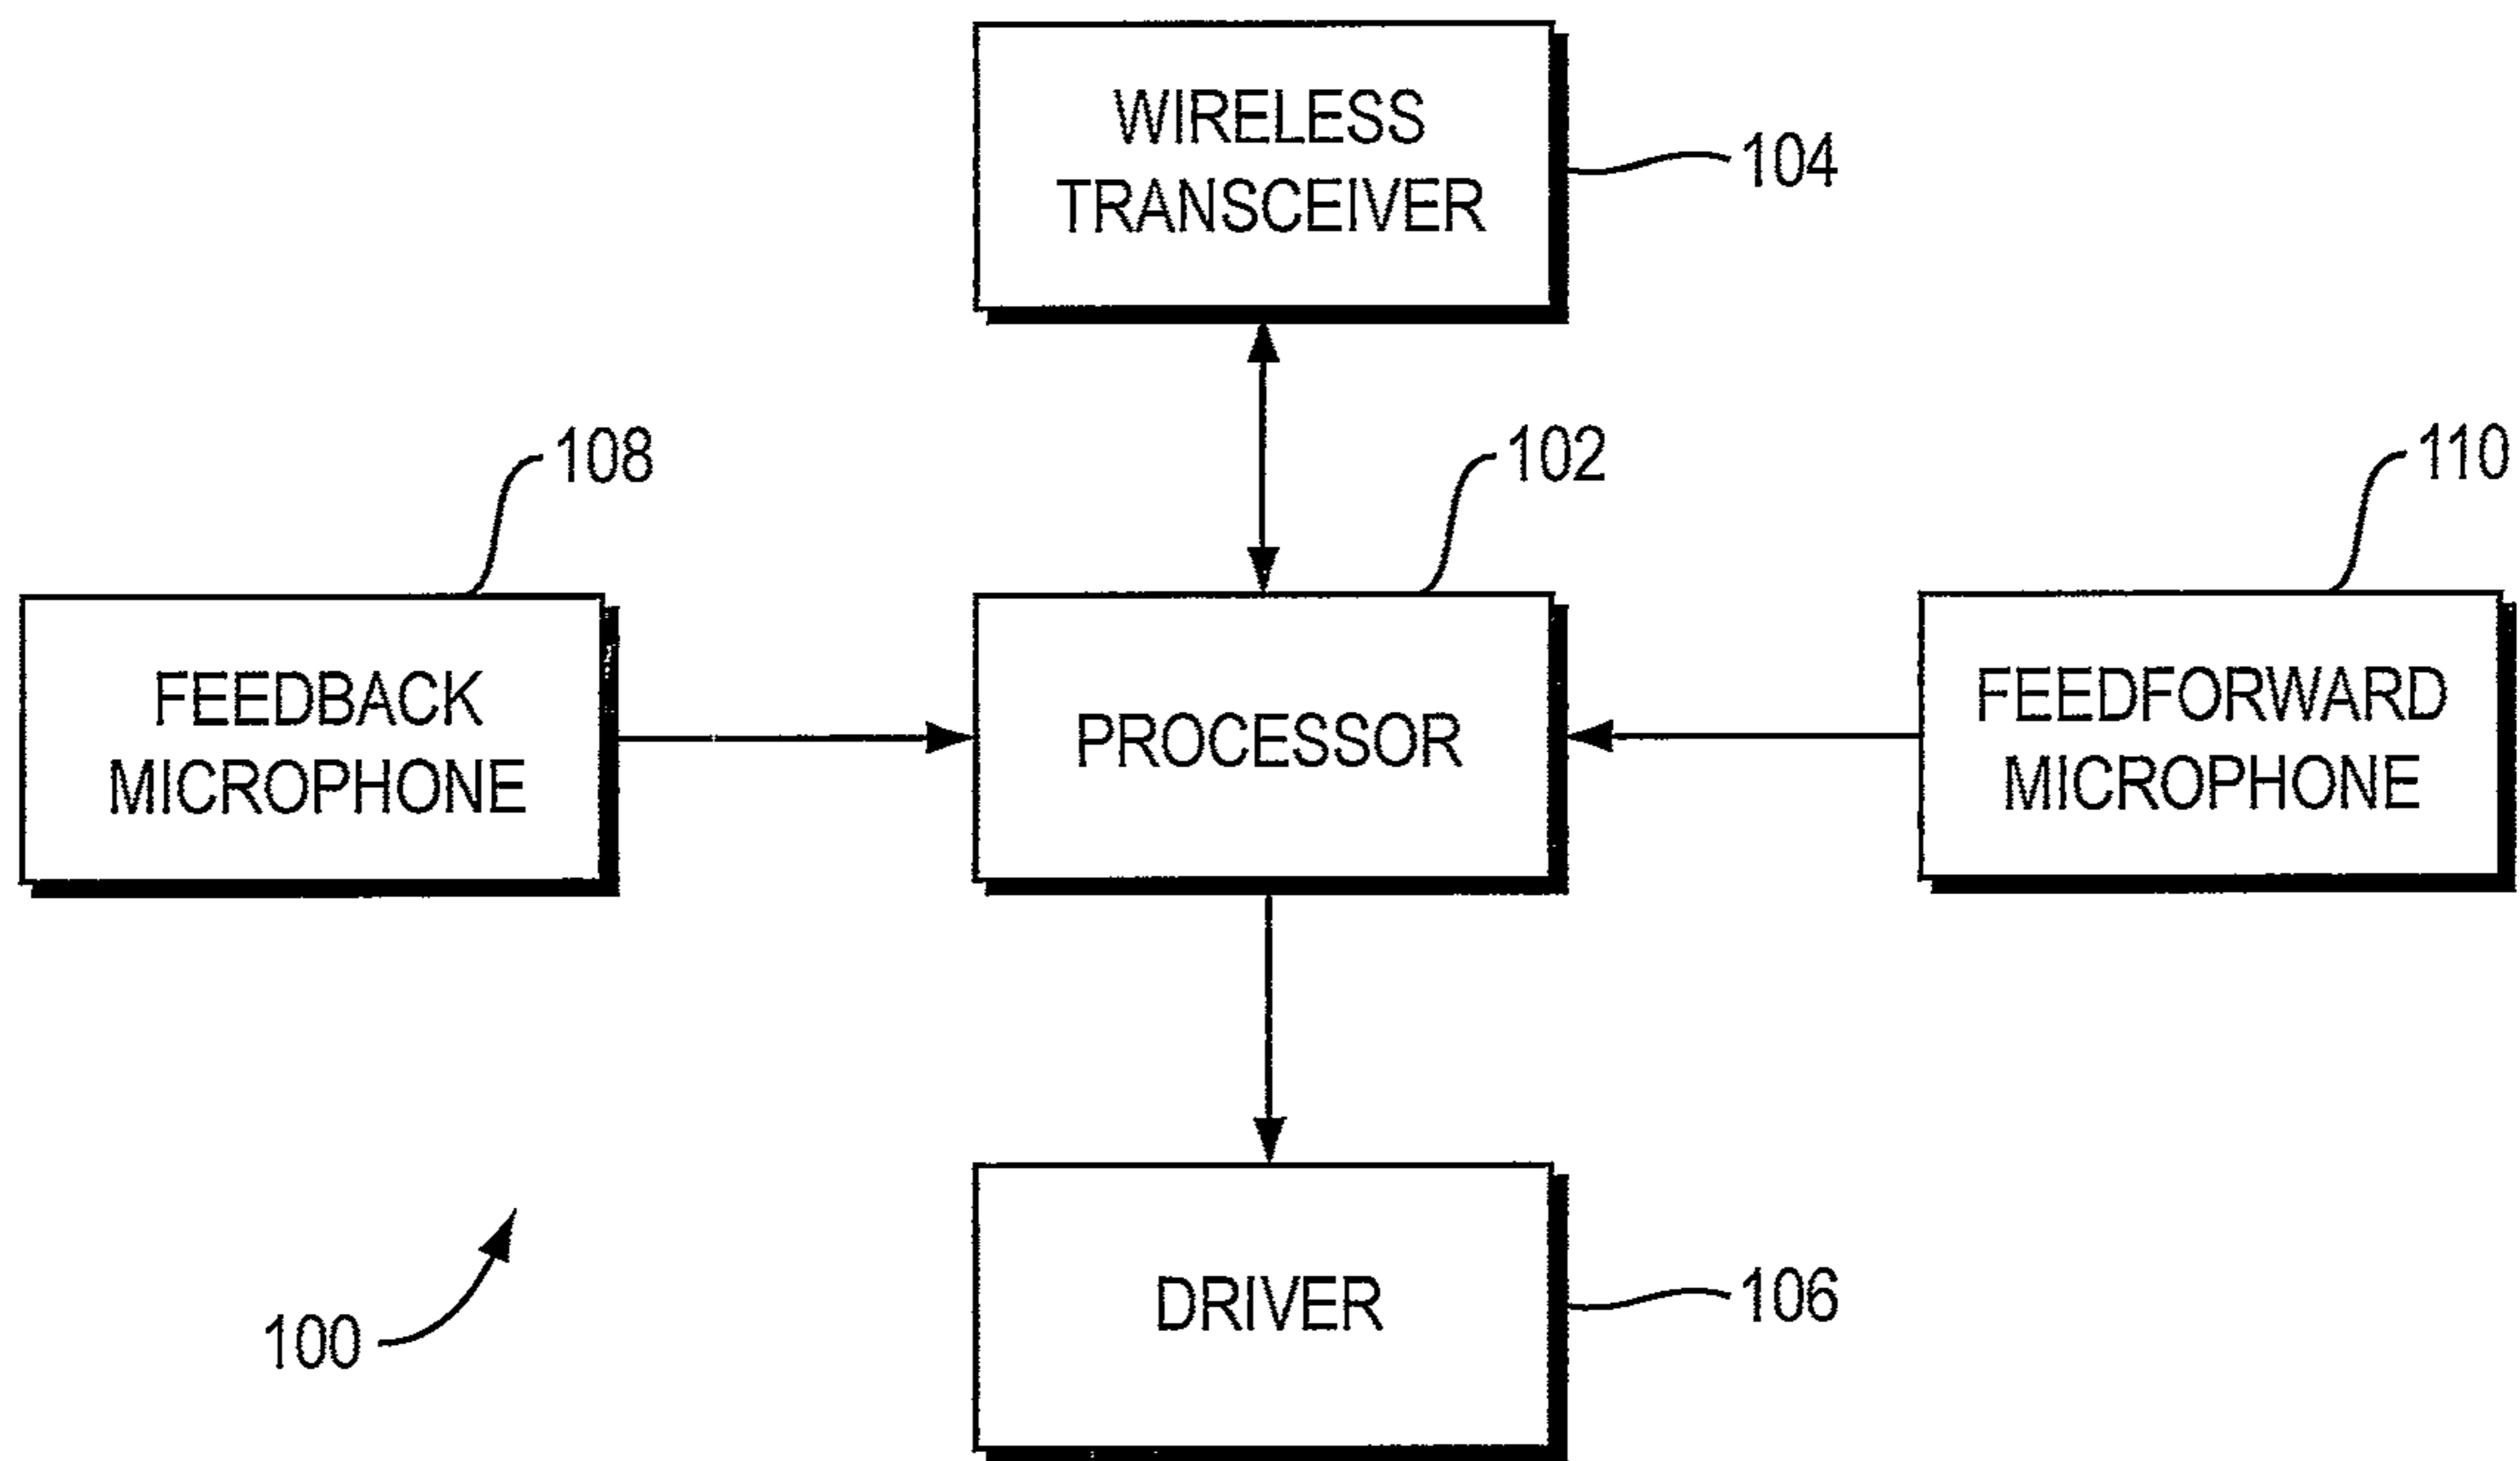 WIRELESS
TRANSCEIVER
104
108
102
110
FEEDBACK
MICROPHONE
PROCESSOR
FEEDFORWARD
MICROPHONE
DRIVER
106
100